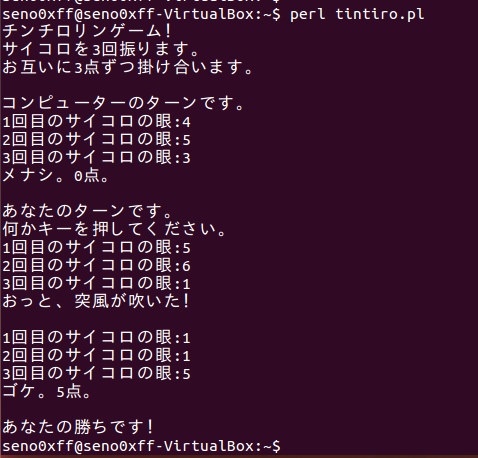 seno0xff@seno0xff-VirtualBox:~$ perl tintiro.pl
チンチロリンゲーム!
サイコロを3回振ります。
お互いに3点ずつ掛け合います。
コンピューターのターンです。
1回目のサイコロの眼:4
2回目のサイコロの眼:5
3回目のサイコロの眼:3
メナシ。0点。
あなたのターンです。
何かキーを押してください。
1回目のサイコロの眼:5
2回目のサイコロの眼:6
3回目のサイコロの眼:1
おっと、突風が吹いた!
1回目のサイコロの眼:1
2回目のサイコロの眼:1
3回目のサイコロの眼:5
ゴケ。5点。
あなたの勝ちです!
seno0xff@seno0xff-VirtualBox:~$